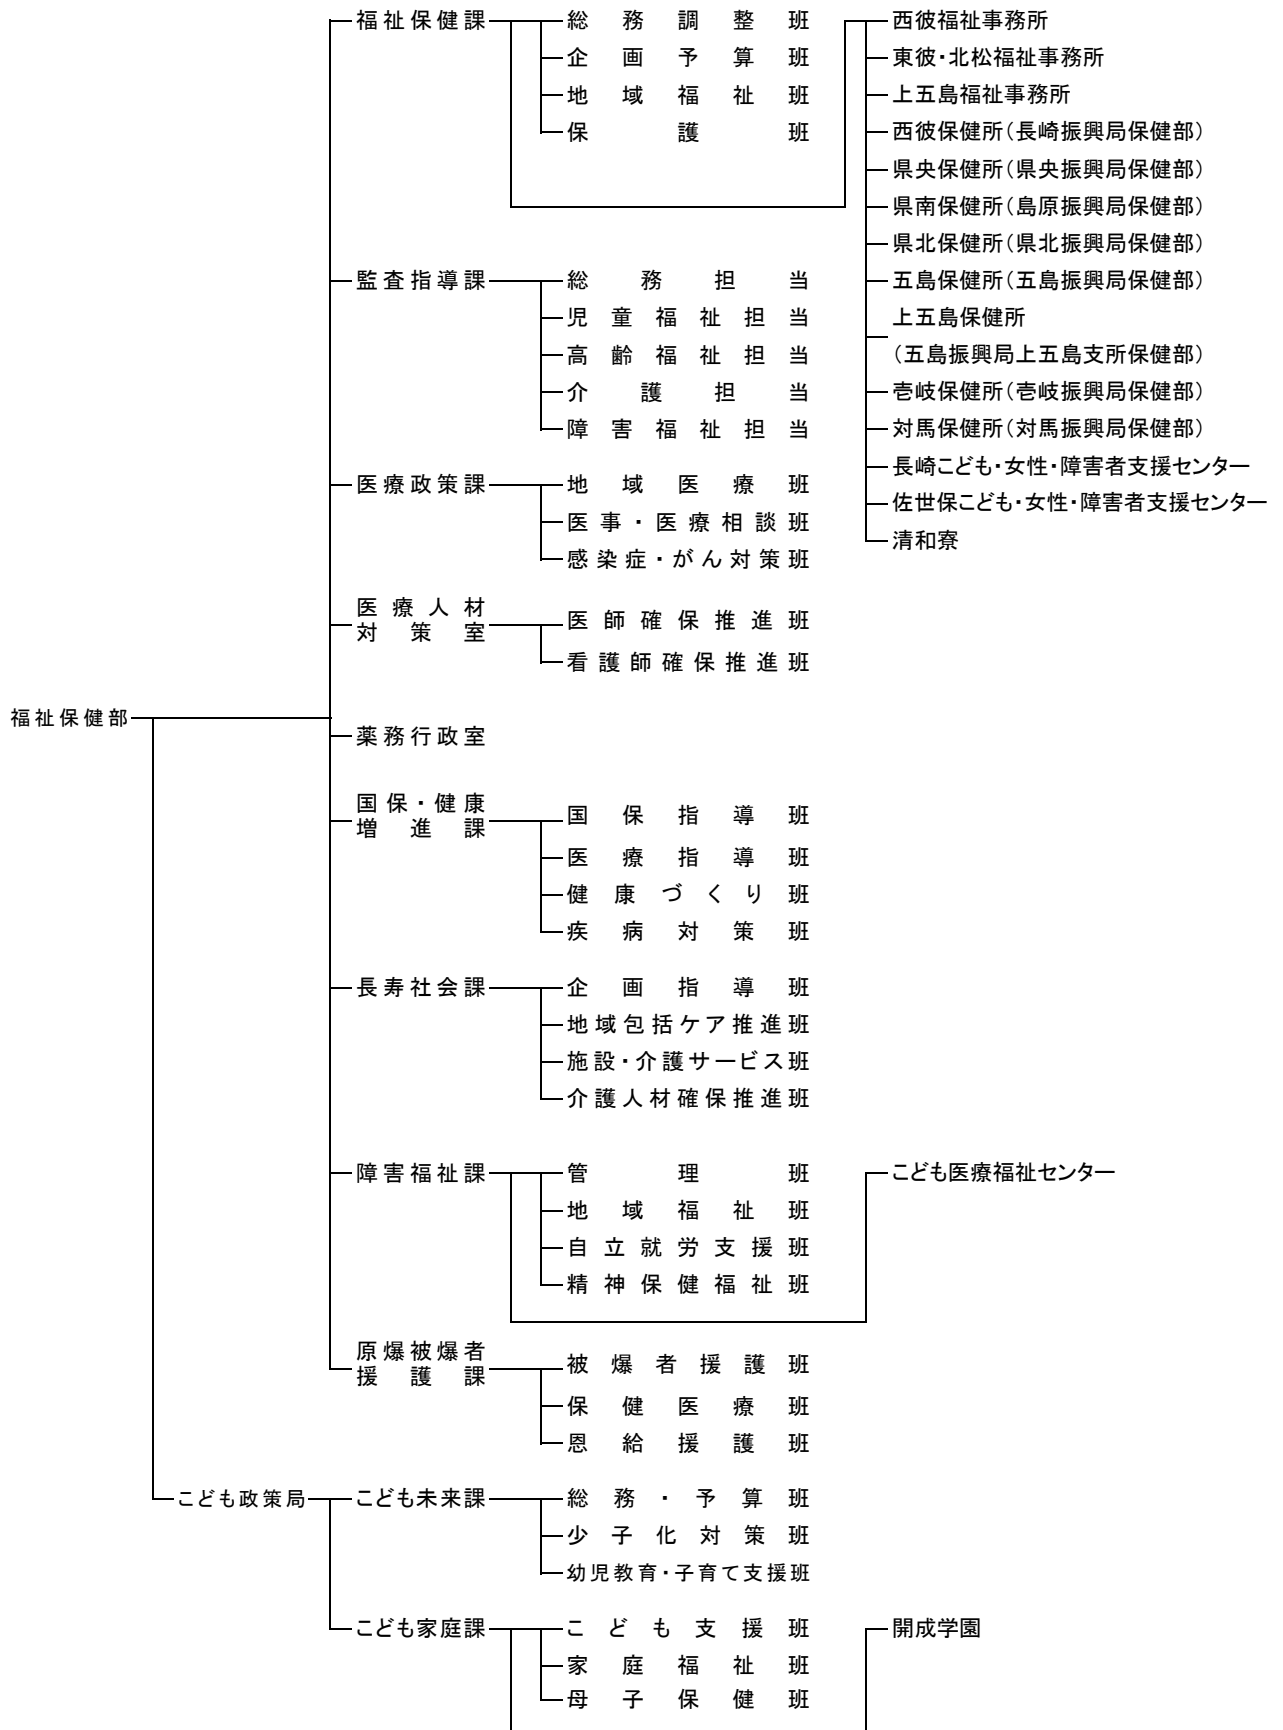 福祉保健部
福祉保健課
総務調整班
企画予算班
地域福祉班
保護班
西彼福祉事務所
東彼・北松福祉事務所
上五島福祉事務所
西彼保健所（長崎振興局保健部）
県央保健所（県央振興局保健部）
県南保健所（島原振興局保健部）
県北保健所（県北振興局保健部）
五島保健所（五島振興局保健部）
上五島保健所
（五島振興局上五島支所保健部）
壱岐保健所（壱岐振興局保健部）
対馬保健所（対馬振興局保健部）
長崎こども・女性・障害者支援センター
佐世保こども・女性・障害者支援センター
清和寮
監査指導課
総務担当
児童福祉担当
高齢福祉担当
介護担当
障害福祉担当
医療政策課
地域医療班
医事・医療相談班
感染症・がん対策班
医療人材
対策室
医師確保推進班
看護師確保推進班
薬務行政室
国保・健康
増進課
国保指導班
医療指導班
健康づくり班
疾病対策班
長寿社会課
企画指導班
地域包括ケア推進班
施設・介護サービス班
介護人材確保推進班
障害福祉課
管理班
地域福祉班
自立就労支援班
精神保健福祉班
こども医療福祉センター
原爆被爆者
援護課
被爆者援護班
保健医療班
恩給援護班
こども政策局
こども未来課
総務・予算班
少子化対策班
幼児教育・子育て支援班
こども家庭課
こども支援班
家庭福祉班
母子保健班
開成学園